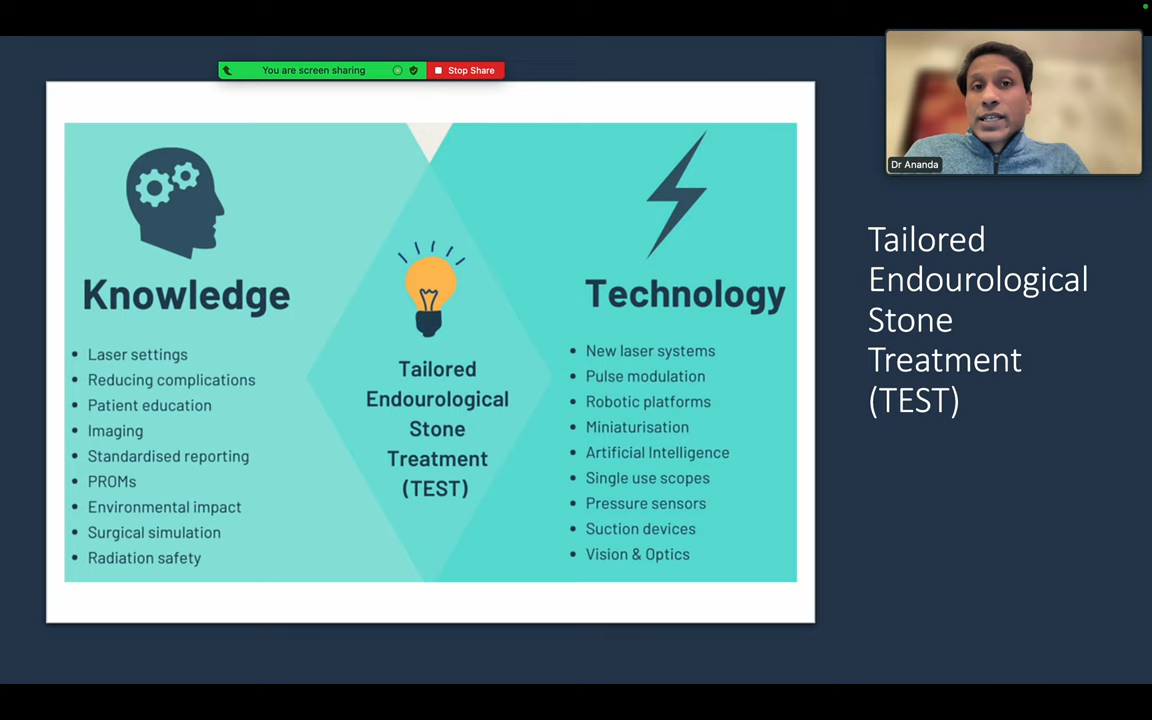 You are screen sharing
Stop Share
Dr Ananda
Knowledge
Laser settings
Reducing complications
Patient education
Imaging
Standardised reporting
PROMs
Environmental impact
Surgical simulation
Radiation safety
Tailored
Endourological
Stone
Treatment
(TEST)
Technology
New laser systems
Pulse modulation
Robotic platforms
Miniaturisation
Artificial Intelligence
Single use scopes
Pressure sensors
Suction devices
Vision & Optics
Tailored
Endourological
Stone
Treatment
(TEST)